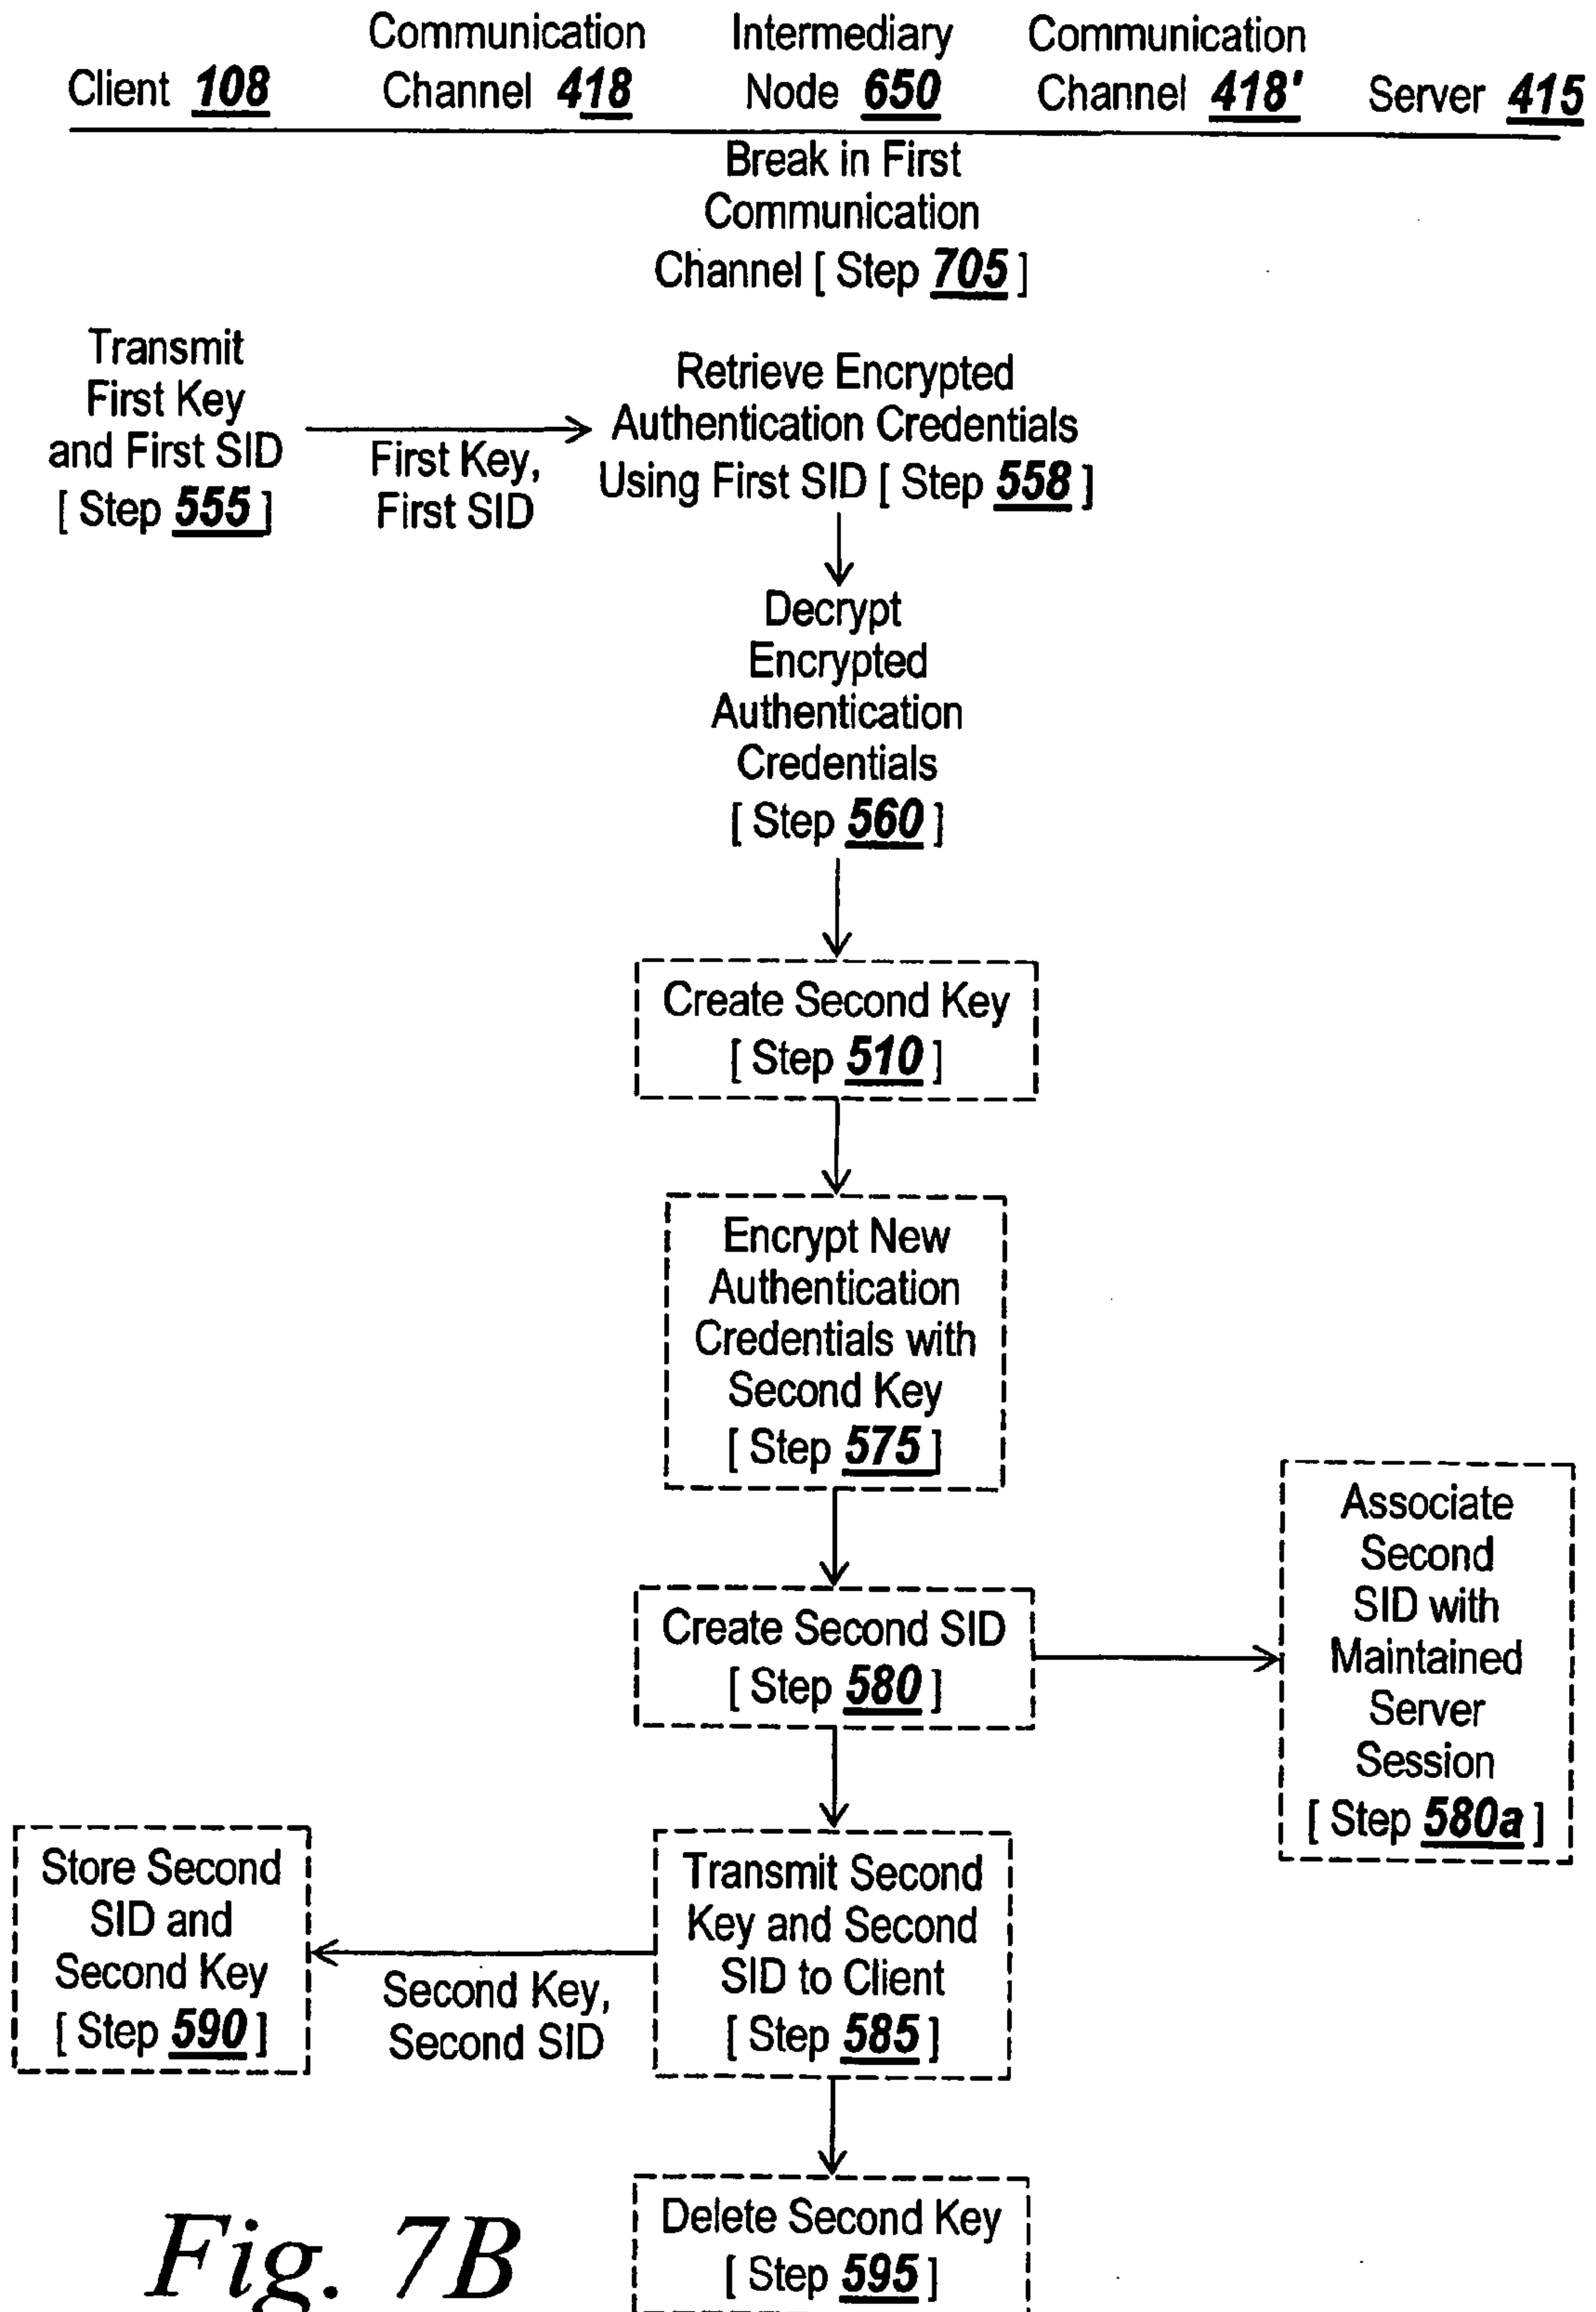 Client 108
Communication
Channel 418
Intermediary
Node 650
Communication
Channel 418'
Server 415
Break in First
Communication
Channel [ Step 705 ]
Transmit
First Key
and First SID
[ Step 555 ]
First Key,
First SID
Retrieve Encrypted
Authentication Credentials
Using First SID [ Step 558 ]
Decrypt
Encrypted
Authentication
Credentials
[ Step 560 ]
Create Second Key
[ Step 510 ]
Encrypt New
Authentication
Credentials with
Second Key
[ Step 575 ]
Create Second SID
[ Step 580 ]
Associate
Second
SID with
Maintained
Server
Session
[ Step 580a ]
Transmit Second
Key and Second
SID to Client
[ Step 585 ]
Second Key,
Second SID
Store Second
SID and
Second Key
[ Step 590 ]
Delete Second Key
[ Step 595 ]
Fig. 7B